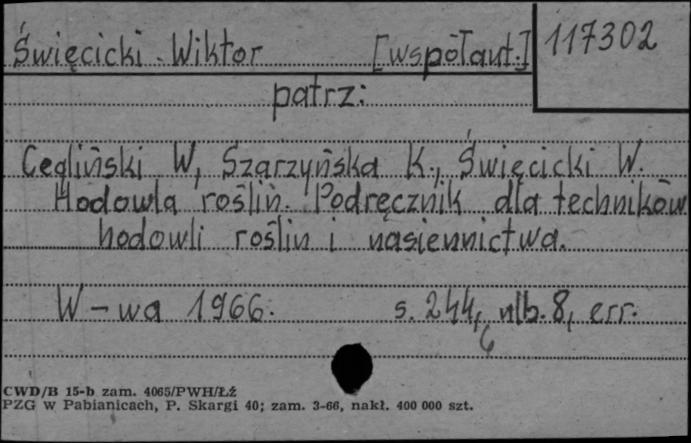 Święcicki Wiktor [współaut.] 117302
patrz:
Cegliński W, Szarzyńska K., Święcicki W.
Hodowla roślin. Podręcznik dla techników
hodowli roślin i nasiennictwa.
W-wa 1966. s. 244, nlb. 8, err.
6
CWD/B 15-b zam. 4065/PWH/Łź
PZG w Pabianicach, P. Skargi 40; zam. 3-66, nakł. 400 000 szt.